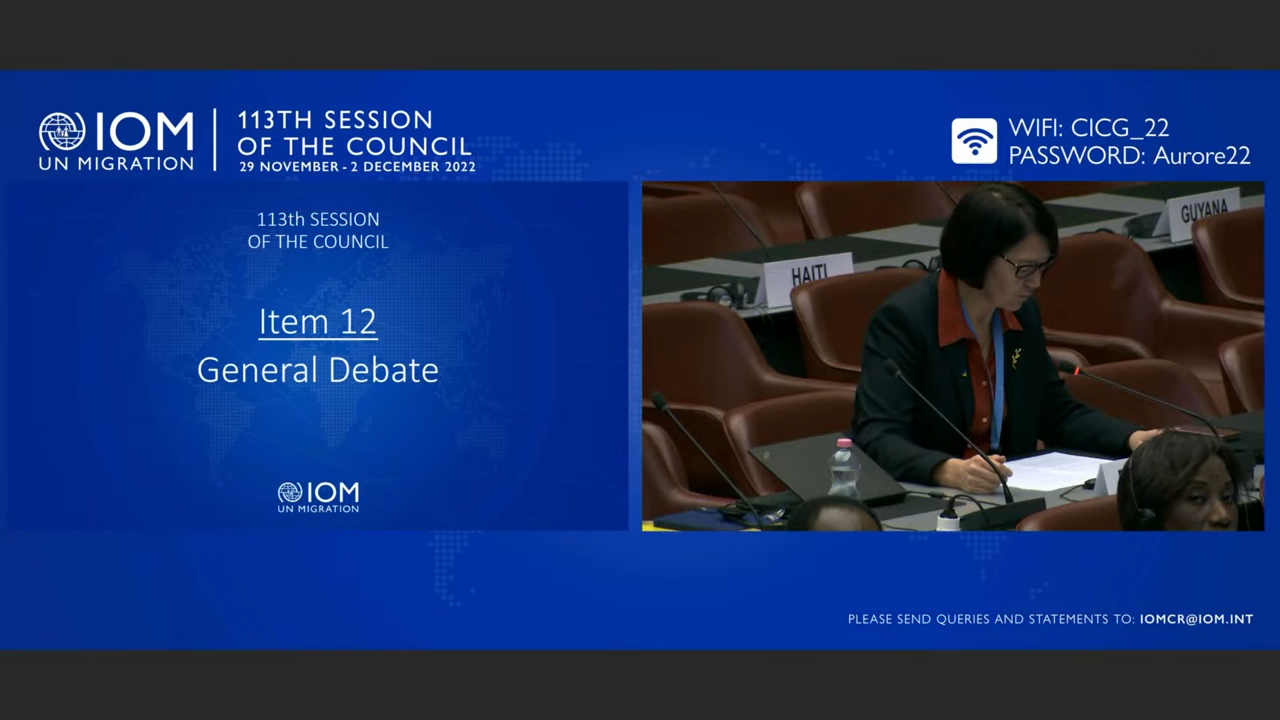 IOM
UN MIGRATION
113TH SESSION
OF THE COUNCIL
29 NOVEMBER - 2 DECEMBER 2022
WIFI: CICG_22
PASSWORD: Aurore22
113th SESSION
OF THE COUNCIL
Item 12
General Debate
IOM
UN MIGRATION
HAITI
GUYANA
PLEASE SEND QUERIES AND STATEMENTS TO: IOMCR@IOM.INT